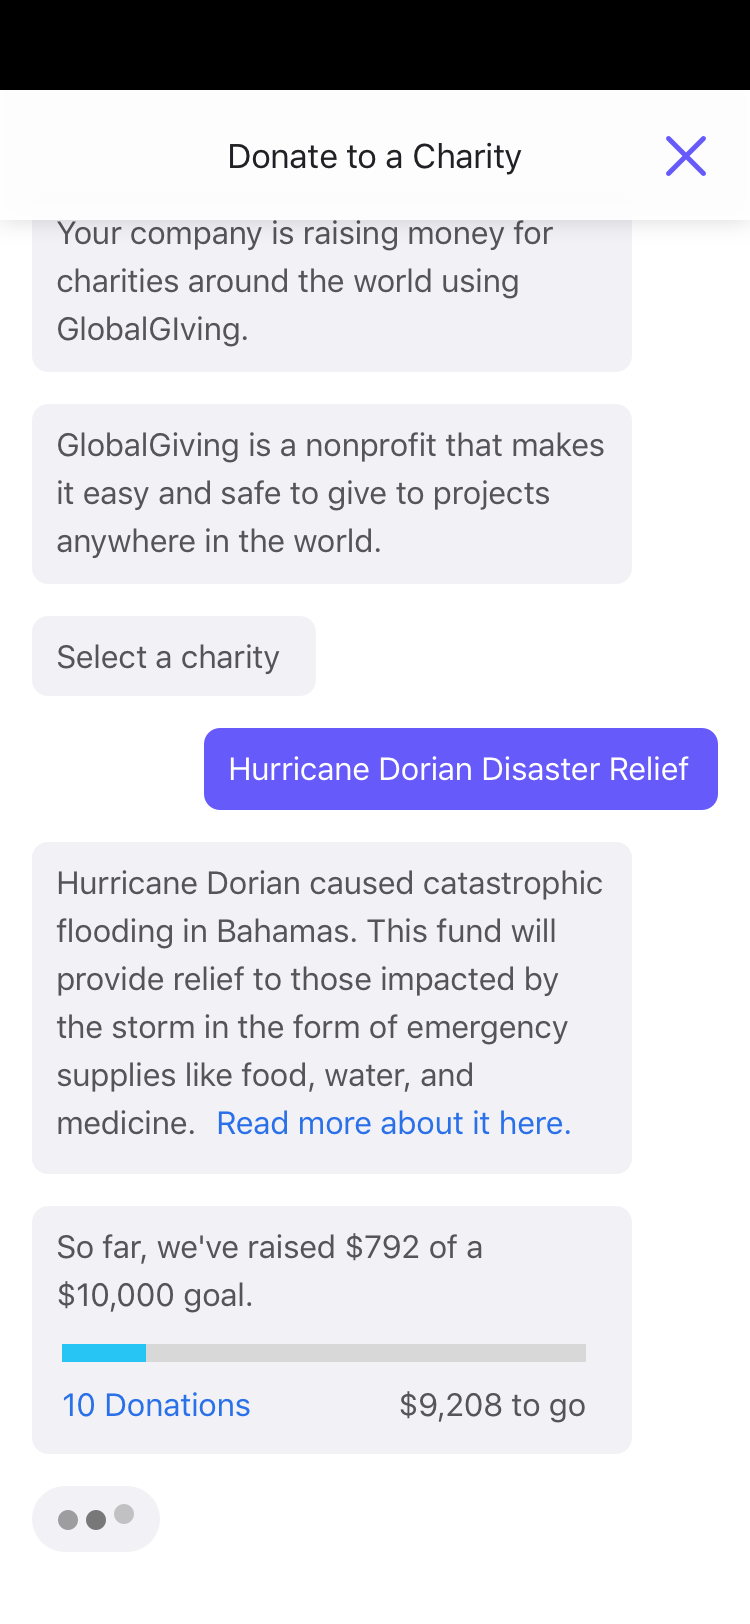 Donate to a Charity
Your company is raising money for
charities around the world using
GlobalGIving.
GlobalGiving is a nonprofit that makes
it easy and safe to give to projects
anywhere in the world.
Select a charity
Hurricane Dorian Disaster Relief
Hurricane Dorian caused catastrophic
flooding in Bahamas. This fund will
provide relief to those impacted by
the storm in the form of emergency
supplies like food, water, and
medicine. Read more about it here.
So far, we've raised $792 of a
$10,000 goal.
10 Donations $9,208 to go